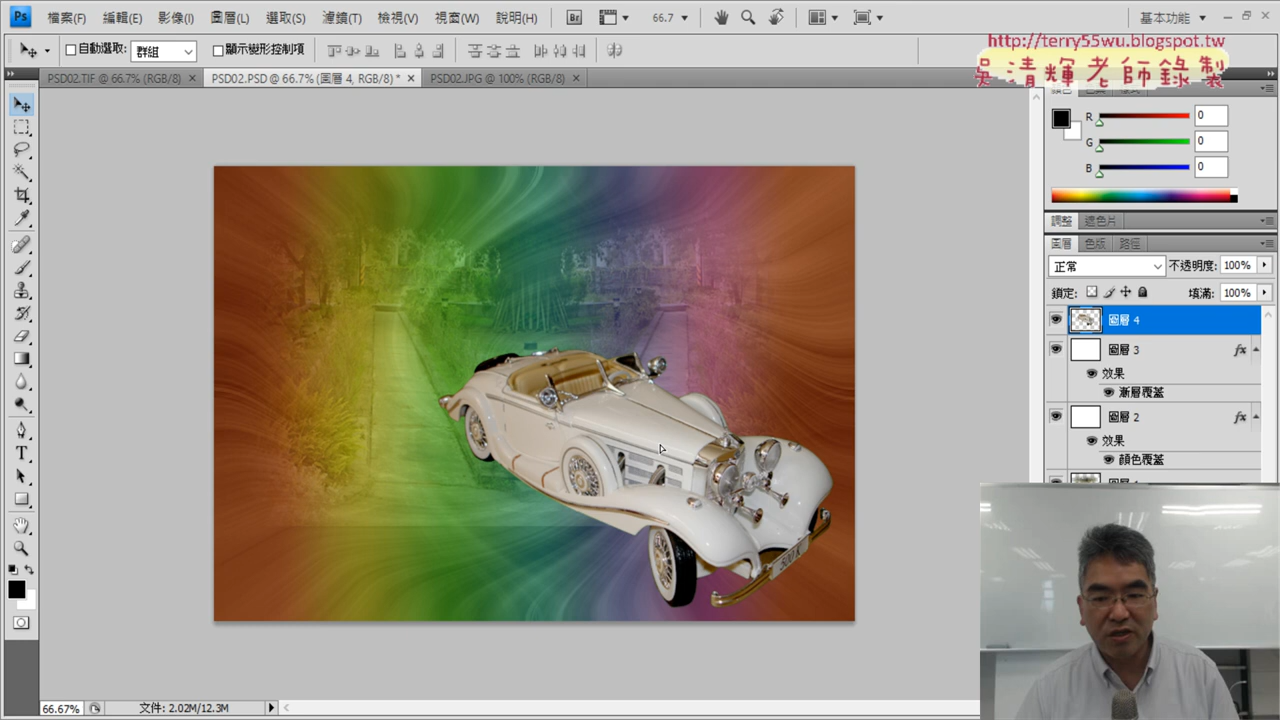 Ps 檔案(F) 編輯(E) 影像(I) 圖層(L) 選取(S) 濾鏡(T) 檢視(V) 視窗(W) 說明(H) Br 66.7 基本功能
自動選取: 群組 顯示變形控制項
http://terry55wu.blogspot.tw
吳清輝老師錄製
PSD02.TIF @ 66.7% (RGB/8) PSD02.PSD @ 66.7% (圖層 4, RGB/8) * PSD02.JPG @ 100% (RGB/8)
R 0
G 0
B 0
調整 遮色片
圖層 色版 路徑
正常 不透明度: 100%
鎖定: 填滿: 100%
圖層 4
圖層 3 fx
效果
漸層覆蓋
圖層 2 fx
效果
顏色覆蓋
500 K
66.67% 文件: 2.02M/12.3M